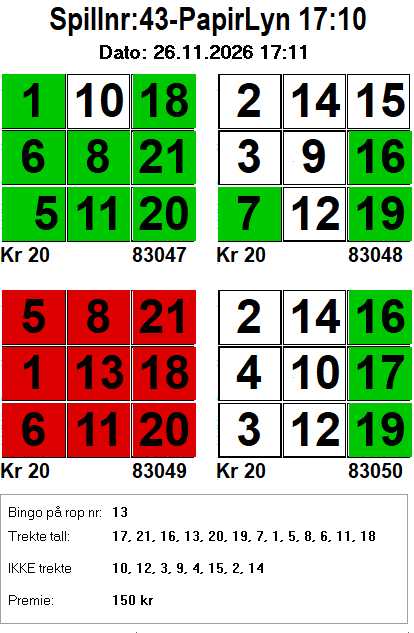 Spillnr:43-PapirLyn 17:10
Dato: 26.11.2026 17:11
1 10 18
6 8 21
5 11 20
Kr 20 83047
2 14 15
3 9 16
7 12 19
Kr 20 83048
5 8 21
1 13 18
6 11 20
Kr 20 83049
2 14 16
4 10 17
3 12 19
Kr 20 83050
Bingo på rop nr: 13
Trekte tall: 17, 21, 16, 13, 20, 19, 7, 1, 5, 8, 6, 11, 18
IKKE trekte 10, 12, 3, 9, 4, 15, 2, 14
Premie: 150 kr